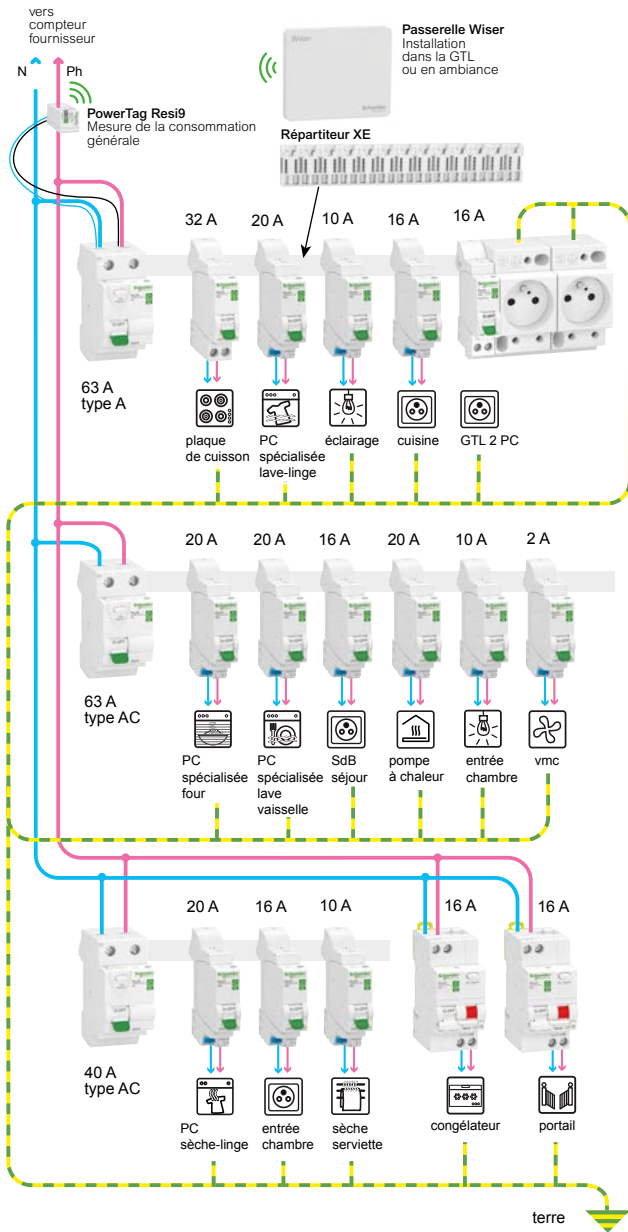 vers
compteur
fournisseur
N
Ph
PowerTag Resi9
Mesure de la consommation
générale
Wiser
Schneider
Passerelle Wiser
Installation
dans la GTL
ou en ambiance
Répartiteur XE
32 A
20 A
10 A
16 A
16 A
63 A
type A
plaque
de cuisson
PC
spécialisée
lave-linge
éclairage
cuisine
GTL 2 PC
20 A
20 A
16 A
20 A
10 A
2 A
63 A
type AC
PC
spécialisée
four
PC
spécialisée
lave
vaisselle
SdB
séjour
pompe
à chaleur
entrée
chambre
vmc
20 A
16 A
10 A
16 A
16 A
40 A
type AC
PC
sèche-linge
entrée
chambre
sèche
serviette
congélateur
portail
terre